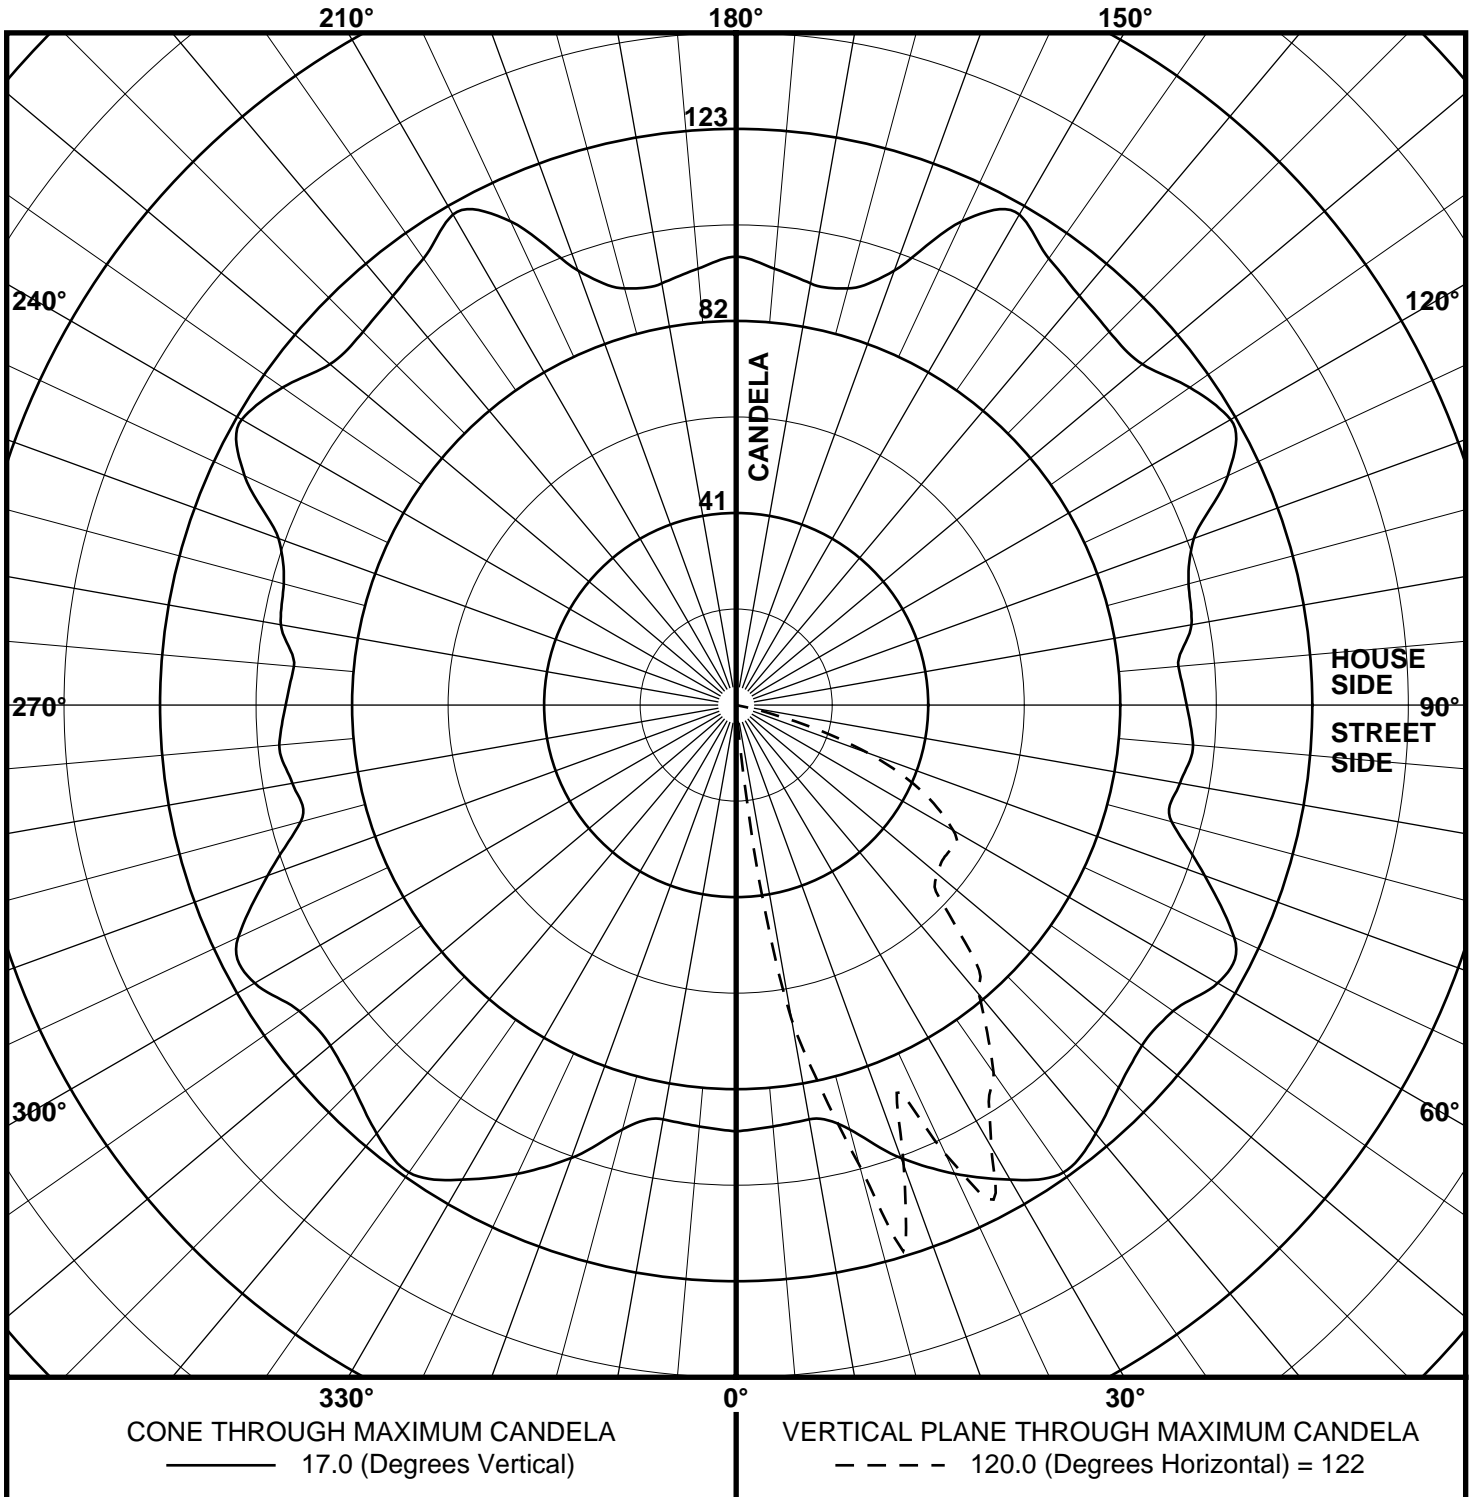 210°
180°
150°
123
240°
120°
82
CANDELA
41
HOUSE
SIDE
270°
90°
STREET
SIDE
300°
60°
330°
0°
30°
CONE THROUGH MAXIMUM CANDELA
17.0 (Degrees Vertical)
VERTICAL PLANE THROUGH MAXIMUM CANDELA
120.0 (Degrees Horizontal) = 122